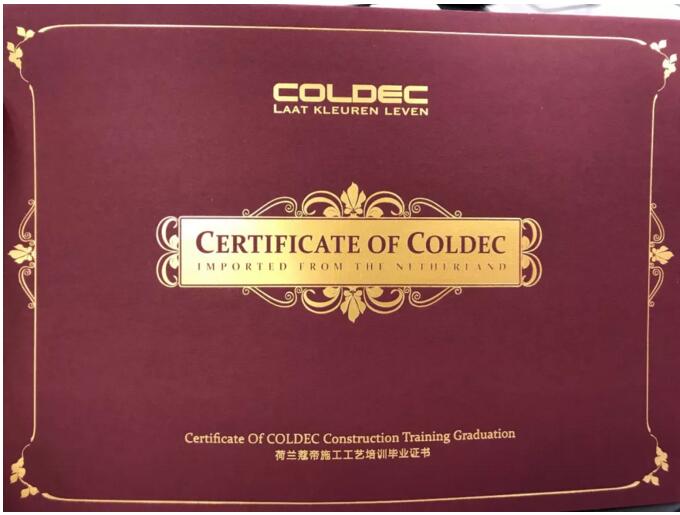 COLDEC
LAAT KLEUREN LEVEN
CERTIFICATE OF COLDEC
IMPORTED FROM THE NETHERLAND
Certificate Of COLDEC Construction Training Graduation
荷兰蔻帝施工工艺培训毕业证书